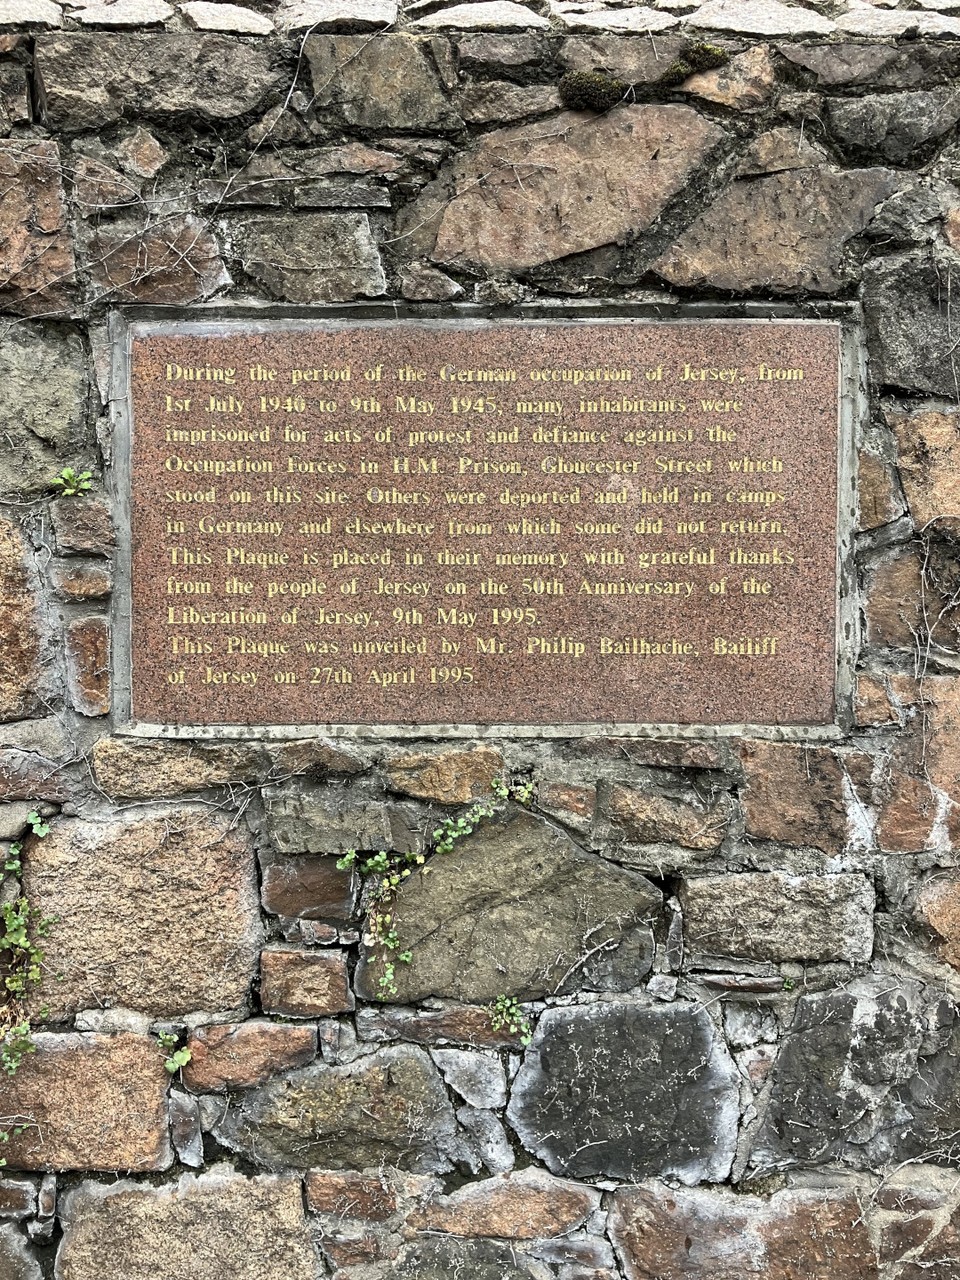 During the period of the German occupation of Jersey, from
1st July 1940 to 9th May 1945, many inhabitants were
imprisoned for acts of protest and defiance against the
Occupation Forces in H.M. Prison, Gloucester Street which
stood on this site. Others were deported and held in camps
in Germany and elsewhere from which some did not return.
This Plaque is placed in their memory with grateful thanks
from the people of Jersey on the 50th Anniversary of the
Liberation of Jersey, 9th May 1995.
This Plaque was unveiled by Mr. Philip Bailhache, Bailiff
of Jersey on 27th April 1995.